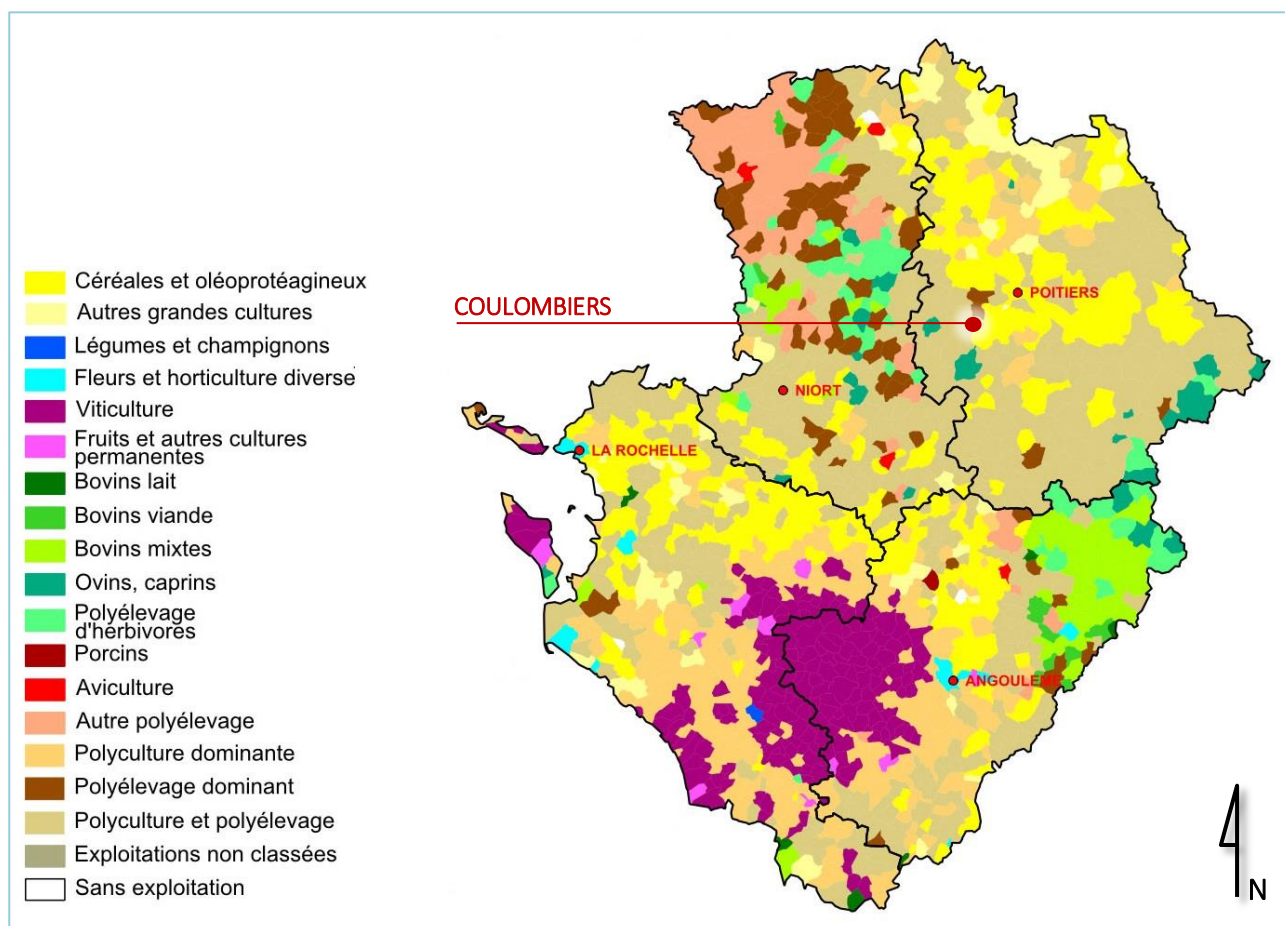 COULOMBIERS
POITIERS
NIORT
LA ROCHELLE
ANGOULEME
Céréales et oléoprotéagineux
Autres grandes cultures
Légumes et champignons
Fleurs et horticulture diverse
Viticulture
Fruits et autres cultures
permanentes
Bovins lait
Bovins viande
Bovins mixtes
Ovins, caprins
Polyélevage
d'herbivores
Porcins
Aviculture
Autre polyélevage
Polyculture dominante
Polyélevage dominant
Polyculture et polyélevage
Exploitations non classées
Sans exploitation
N